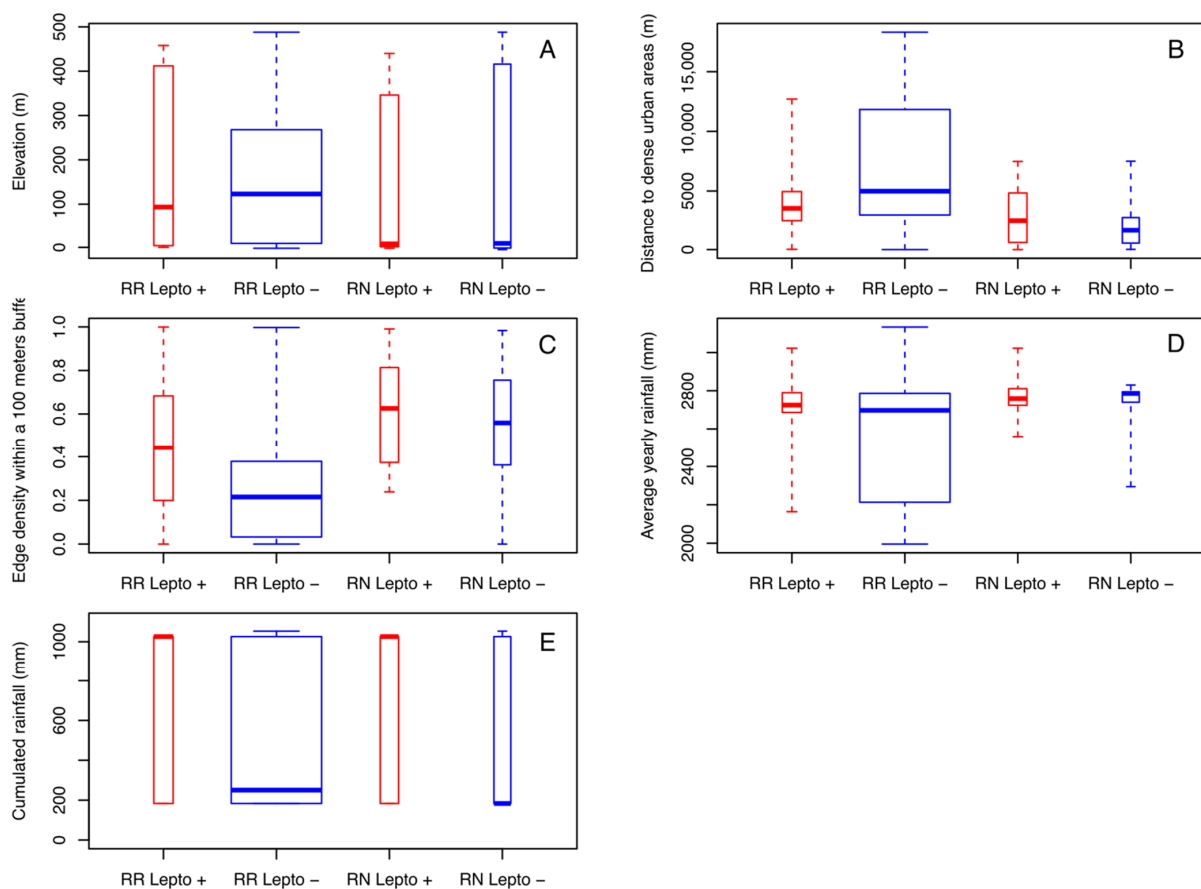 A
Elevation (m)
500
400
300
200
100
0
RR Lepto +
RR Lepto −
RN Lepto +
RN Lepto −
B
Distance to dense urban areas (m)
15,000
10,000
5000
0
RR Lepto +
RR Lepto −
RN Lepto +
RN Lepto −
C
Edge density within a 100 meters buffe
1.0
0.8
0.6
0.4
0.2
0.0
RR Lepto +
RR Lepto −
RN Lepto +
RN Lepto −
D
Average yearly rainfall (mm)
2800
2400
2000
RR Lepto +
RR Lepto −
RN Lepto +
RN Lepto −
E
Cumulated rainfall (mm)
1000
600
200
0
RR Lepto +
RR Lepto −
RN Lepto +
RN Lepto −